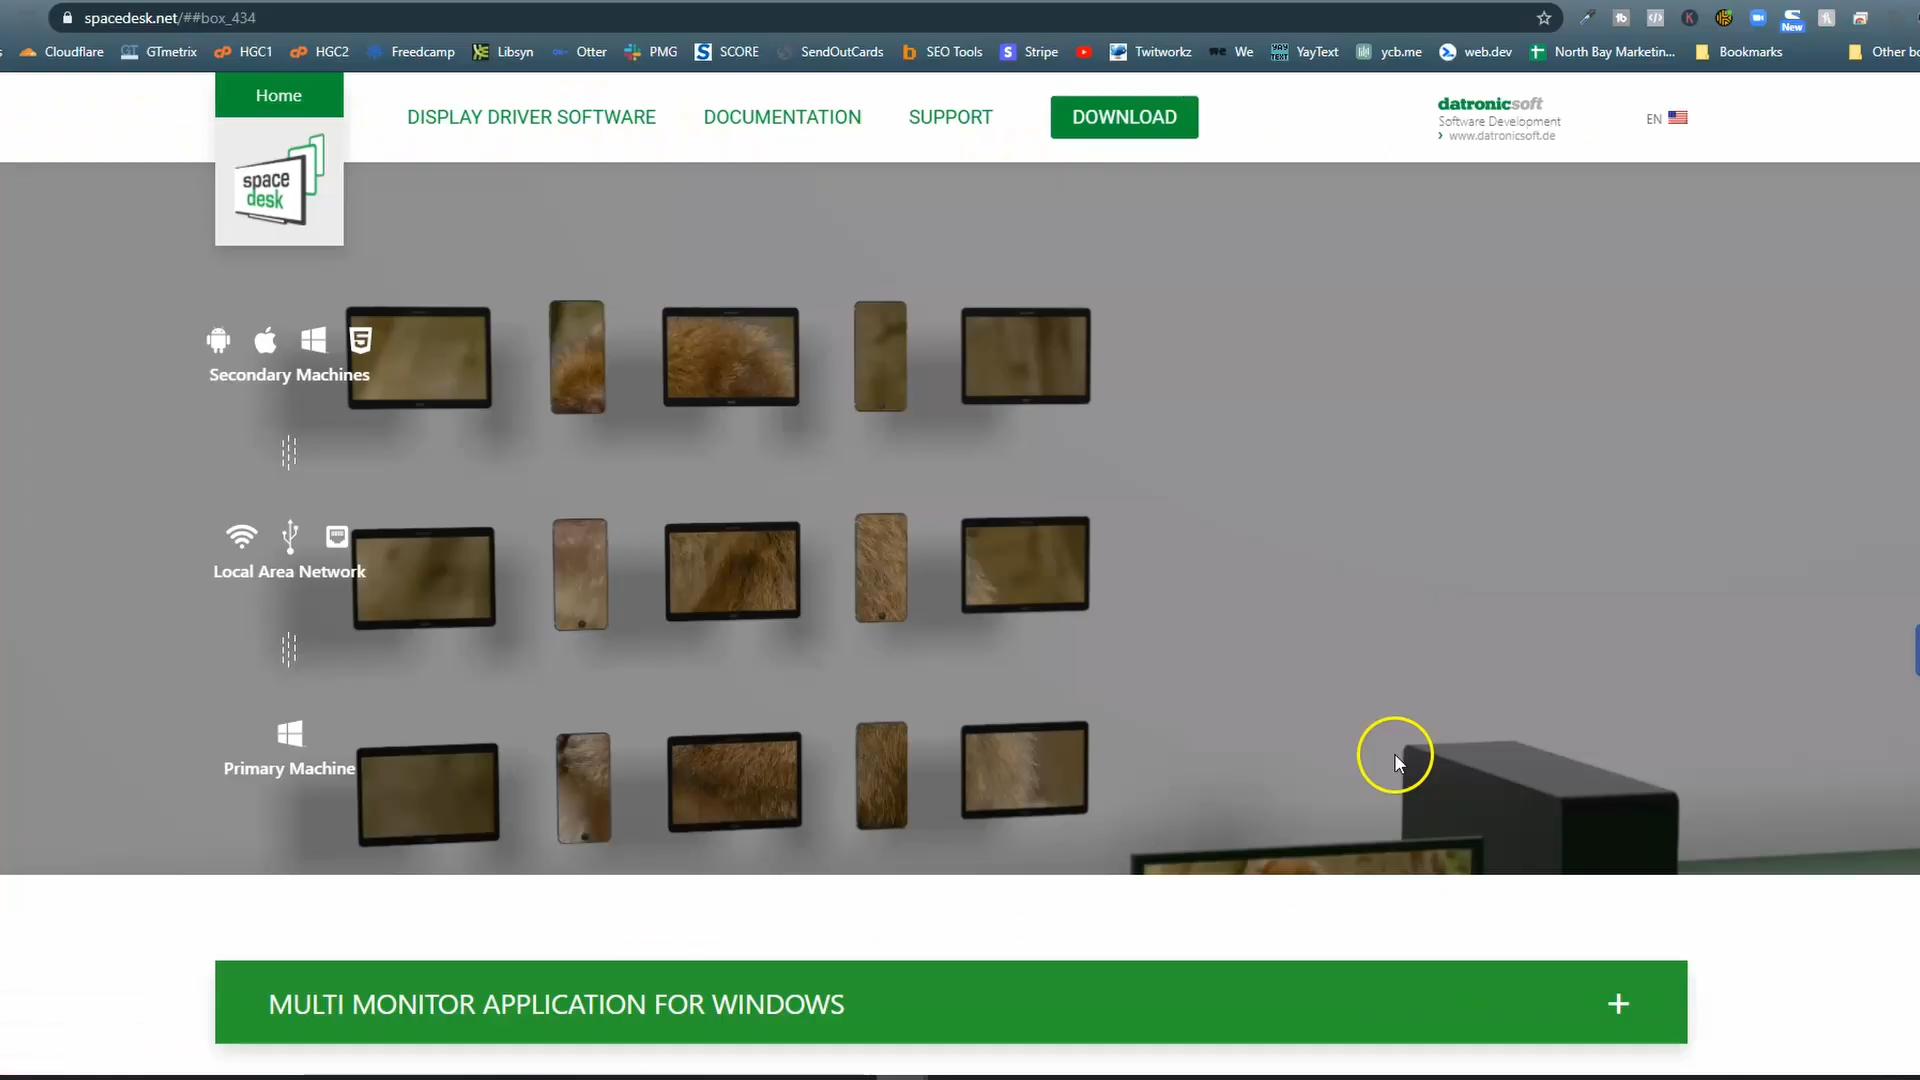 spacedesk.net/##box_434
New
Cloudflare GTmetrix HGC1 HGC2 Freedcamp Libsyn Otter PMG SCORE SendOutCards SEO Tools Stripe Twitworkz We YayText ycb.me web.dev North Bay Marketin... Bookmarks Other bo
Home
DISPLAY DRIVER SOFTWARE DOCUMENTATION SUPPORT DOWNLOAD
datronicsoft
Software Development
www.datronicsoft.de
EN
space
desk
Secondary Machines
Local Area Network
Primary Machine
MULTI MONITOR APPLICATION FOR WINDOWS +